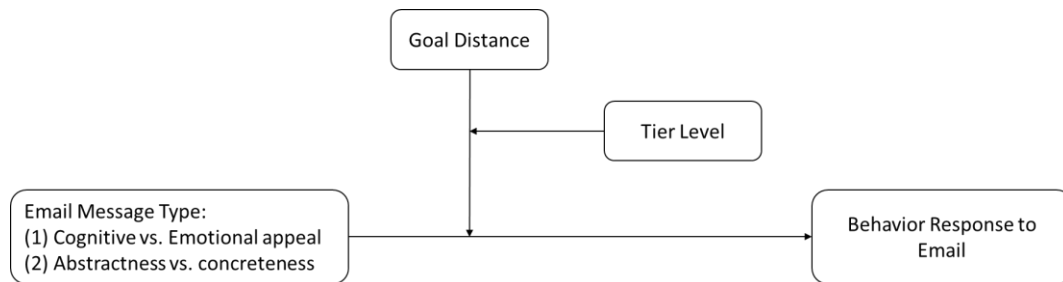 Goal Distance
Tier Level
Email Message Type:
(1) Cognitive vs. Emotional appeal
(2) Abstractness vs. concreteness
Behavior Response to
Email